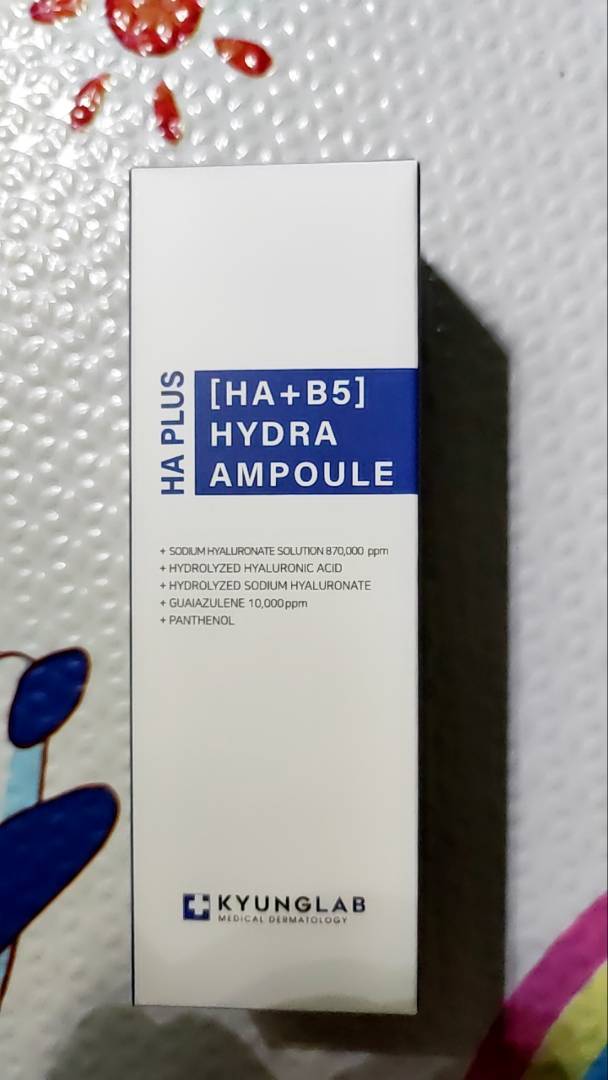 HA PLUS
[HA+B5]
HYDRA
AMPOULE
+ SODIUM HYALURONATE SOLUTION 870,000 ppm
+ HYDROLYZED HYALURONIC ACID
+ HYDROLYZED SODIUM HYALURONATE
+ GUAIAZULENE 10,000ppm
+ PANTHENOL
KYUNGLAB
MEDICAL DERMATOLOGY